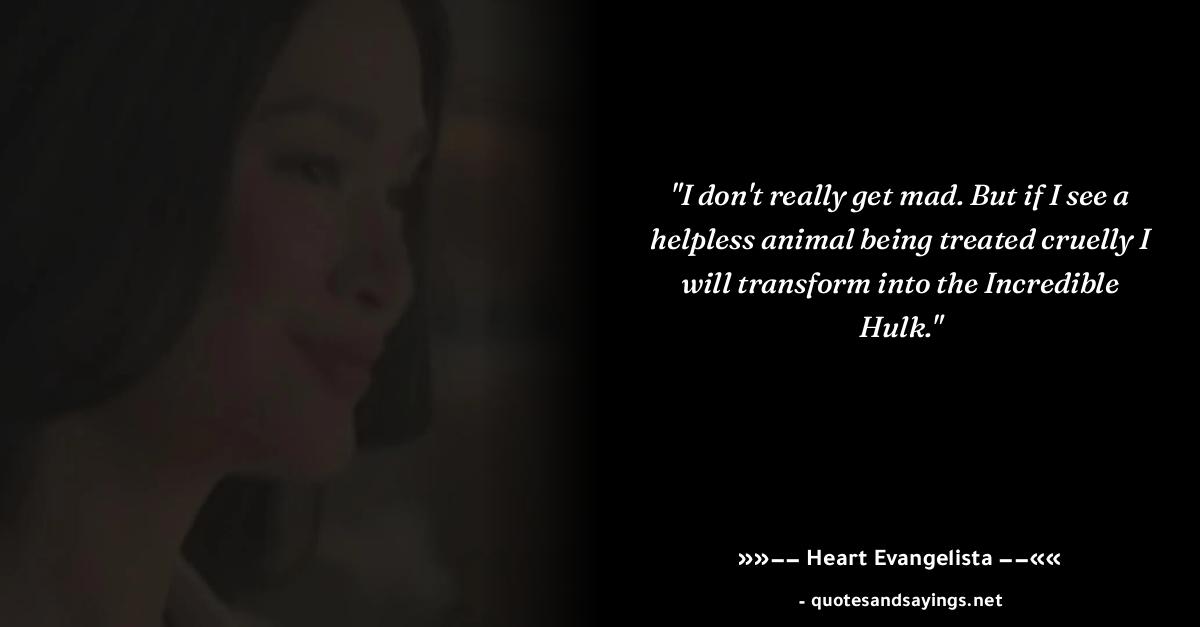 "I don't really get mad. But if I see a
helpless animal being treated cruelly I
will transform into the Incredible
Hulk."
»»−− Heart Evangelista −−««
- quotesandsayings.net